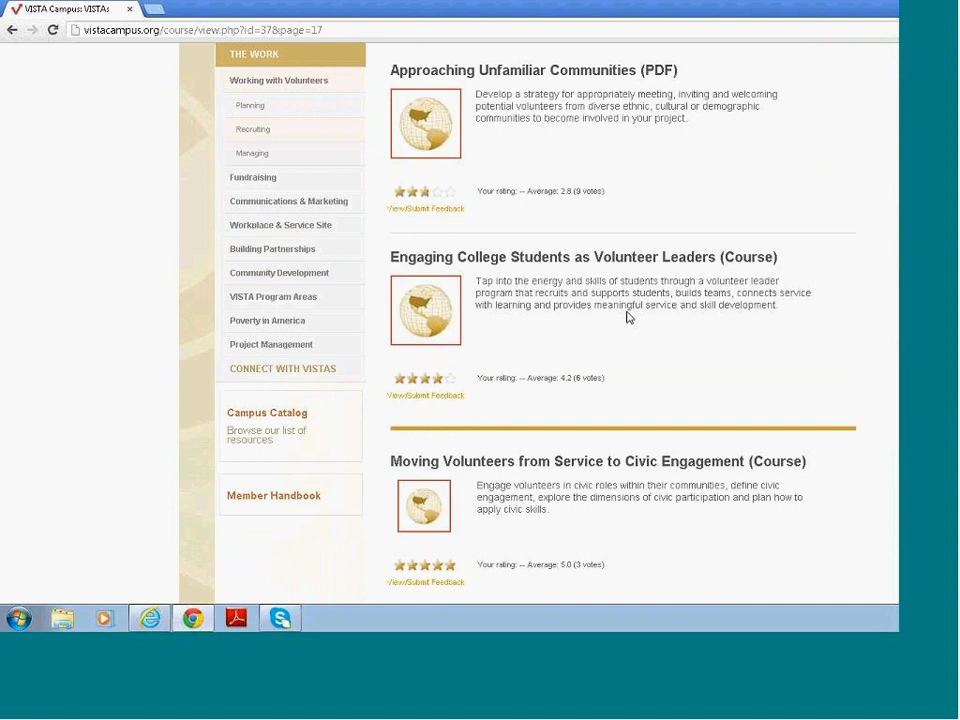 VISTA Campus: VISTAs
vistacampus.org/course/view.php?id=37&page=17
THE WORK
Working with Volunteers
Planning
Recruiting
Managing
Fundraising
Communications & Marketing
Workplace & Service Site
Building Partnerships
Community Development
VISTA Program Areas
Poverty in America
Project Management
CONNECT WITH VISTAS
Campus Catalog
Browse our list of
resources
Member Handbook
Approaching Unfamiliar Communities (PDF)
Develop a strategy for appropriately meeting, inviting and welcoming
potential volunteers from diverse ethnic, cultural or demographic
communities to become involved in your project.
Your rating: -- Average: 2.8 (9 votes)
View/Submit Feedback
Engaging College Students as Volunteer Leaders (Course)
Tap into the energy and skills of students through a volunteer leader
program that recruits and supports students, builds teams, connects service
with learning and provides meaningful service and skill development.
Your rating: -- Average: 4.2 (6 votes)
View/Submit Feedback
Moving Volunteers from Service to Civic Engagement (Course)
Engage volunteers in civic roles within their communities, define civic
engagement, explore the dimensions of civic participation and plan how to
apply civic skills.
Your rating: -- Average: 5.0 (3 votes)
View/Submit Feedback